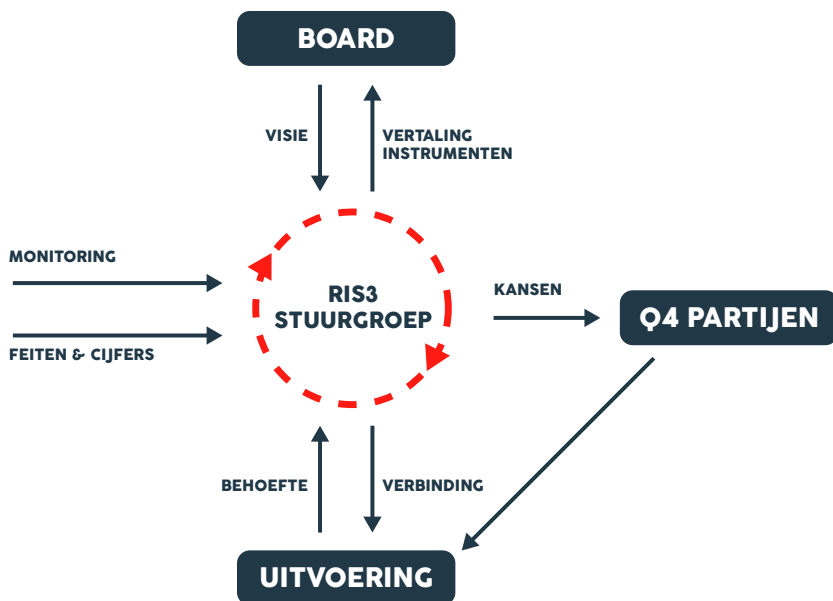 BOARD
VISIE
VERTALING
INSTRUMENTEN
MONITORING
RIS3
STUURGROEP
KANSEN
Q4 PARTIJEN
FEITEN & CIJFERS
BEHOEFTE
VERBINDING
UITVOERING